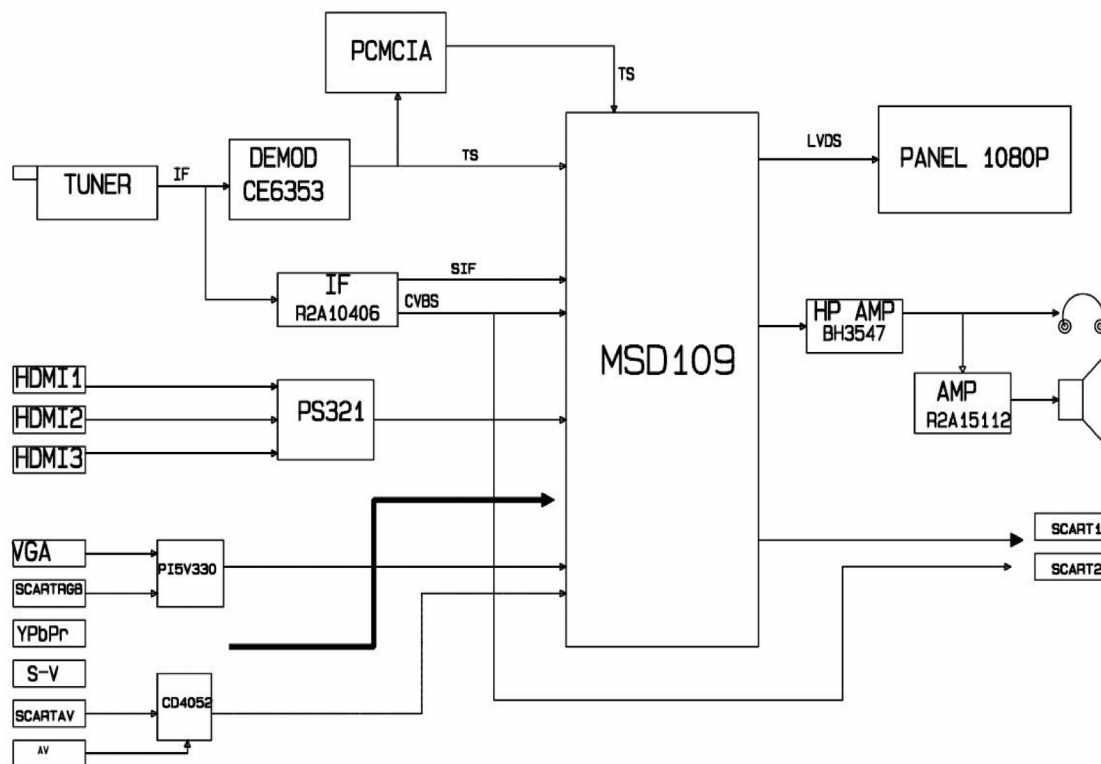 PCMCIA
TS
TUNER
IF
DEMOD
CE6353
TS
LVDS
PANEL 1080P
IF
R2A10406
SIF
CVBS
MSD109
HP AMP
BH3547
AMP
R2A15112
HDMI1
HDMI2
HDMI3
PS321
VGA
SCARTRGB
PI5V330
YPbPr
S-V
SCARTAV
AV
CD4052
SCART1
SCART2